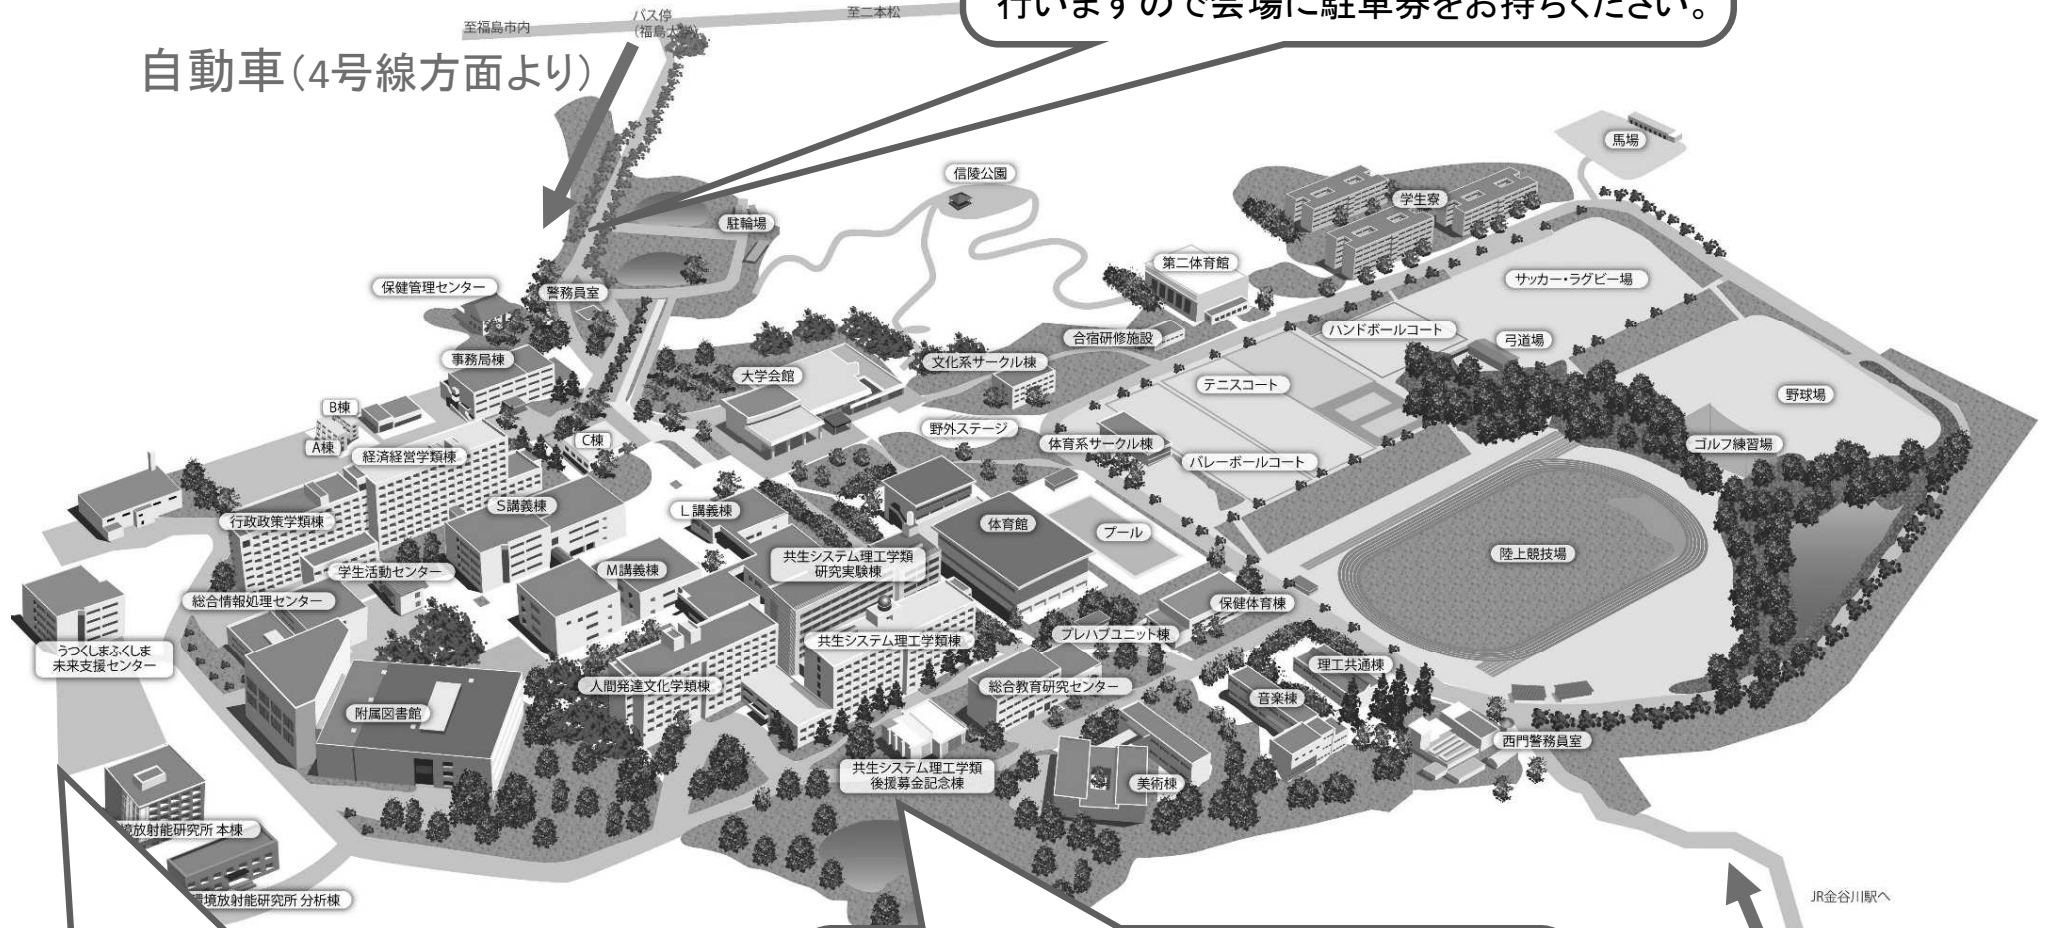 行いますので会場に駐車券をお持ちください。
至福島市内
バス停
(福島大学)
至二本松
自動車(4号線方面より)
馬場
信陵公園
学生寮
駐輪場
第二体育館
サッカー・ラグビー場
保健管理センター
警務員室
ハンドボールコート
合宿研修施設
弓道場
事務局棟
大学会館
文化系サークル棟
テニスコート
野球場
B棟
A棟
C棟
野外ステージ
体育系サークル棟
ゴルフ練習場
経済経営学類棟
バレーボールコート
S講義棟
L講義棟
行政政策学類棟
体育館
プール
陸上競技場
共生システム理工学類
研究実験棟
学生活動センター
M講義棟
総合情報処理センター
保健体育棟
プレハブユニット棟
共生システム理工学類棟
うつくしまふくしま
未来支援センター
理工共通棟
人間発達文化学類棟
総合教育研究センター
音楽棟
附属図書館
西門警務員室
共生システム理工学類
後援募金記念棟
美術棟
境放射能研究所 本棟
環境放射能研究所 分析棟
JR金谷川駅へ